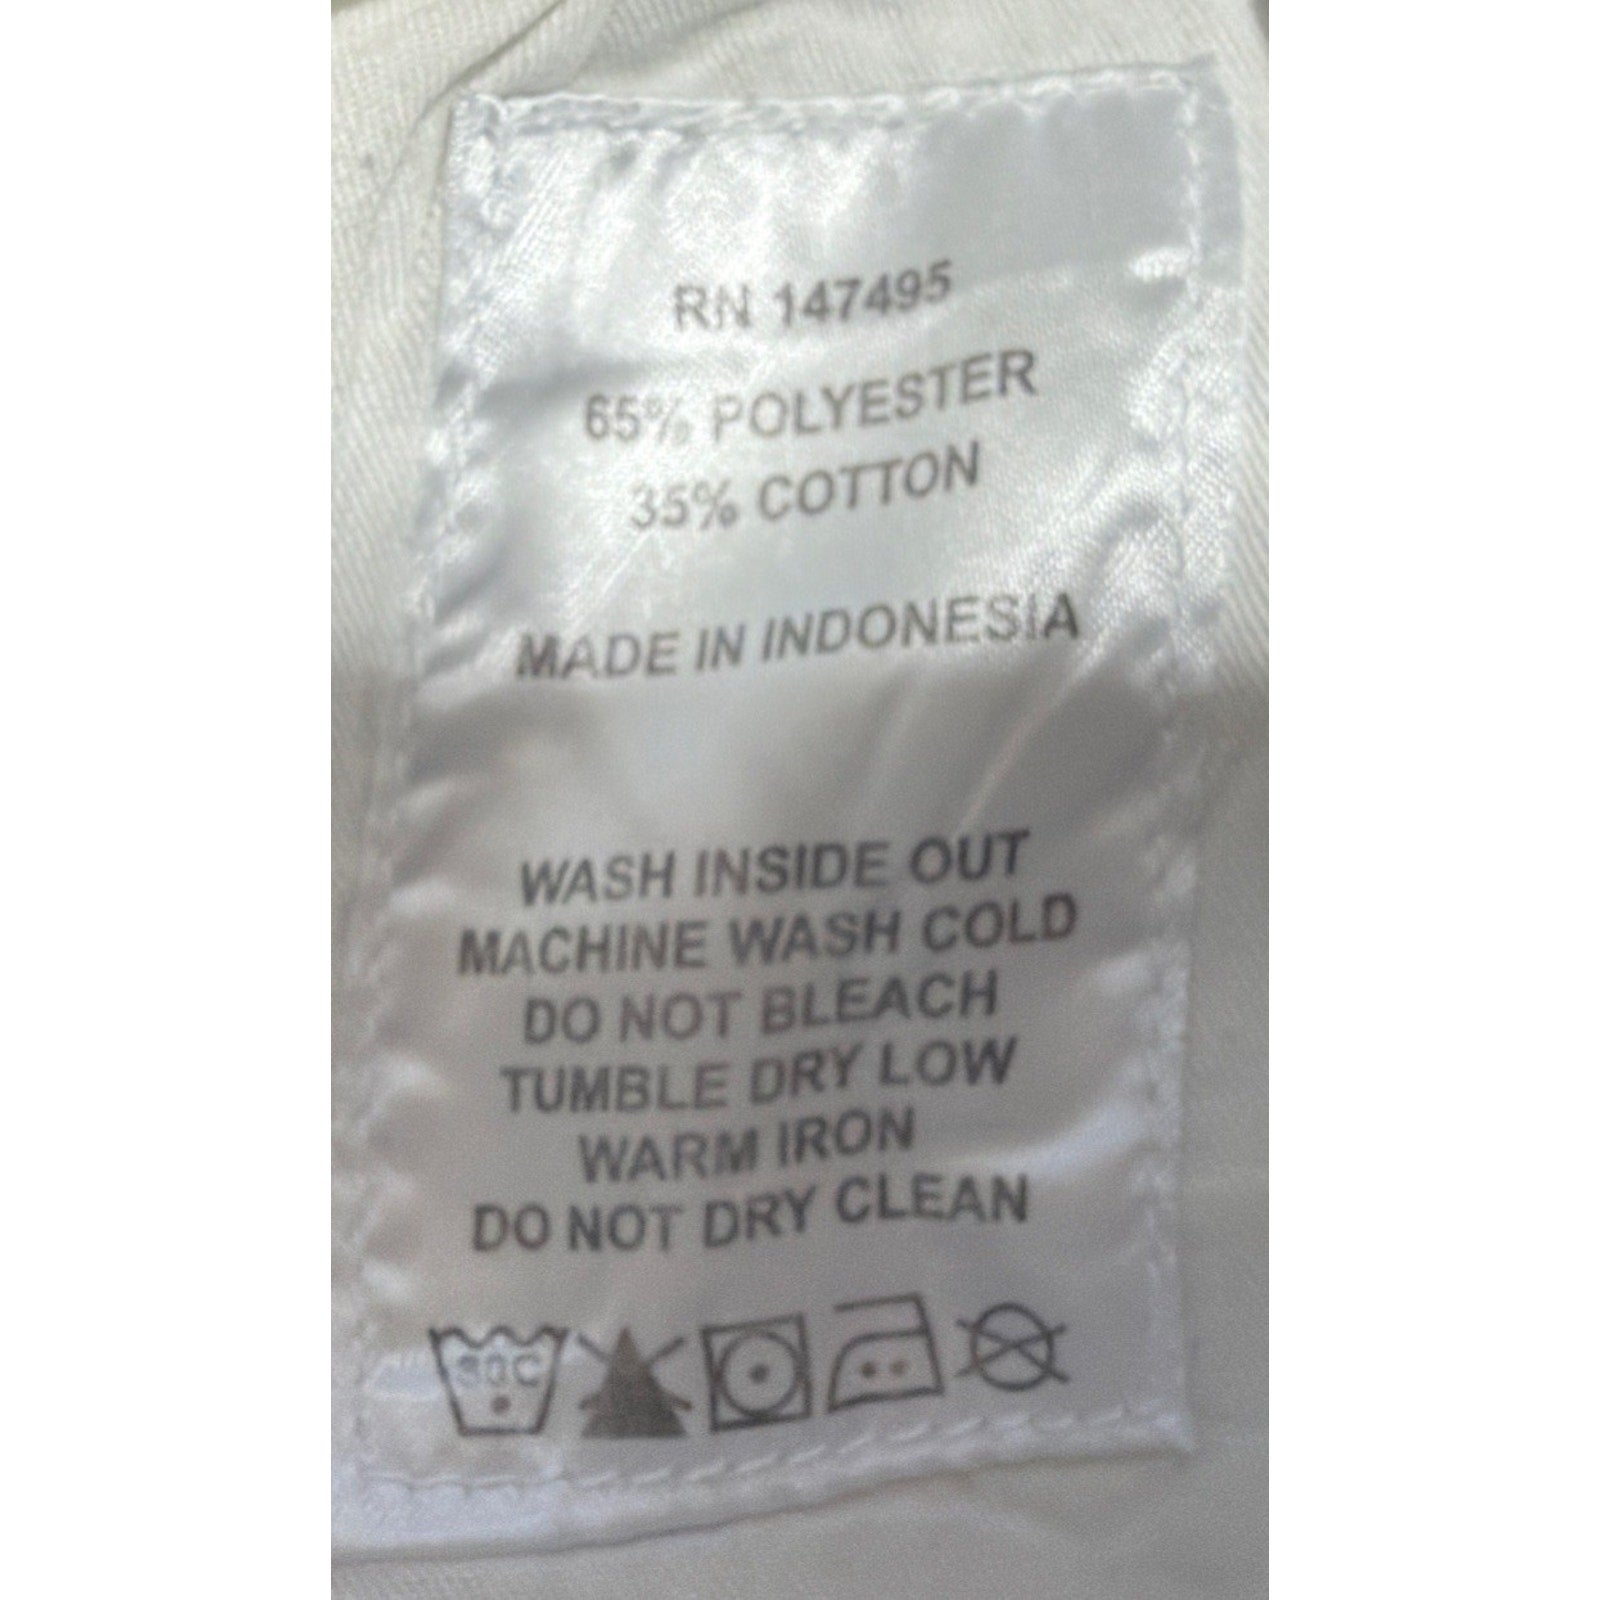 RN 147495
65% POLYESTER
35% COTTON
MADE IN INDONESIA
WASH INSIDE OUT
MACHINE WASH COLD
DO NOT BLEACH
TUMBLE DRY LOW
WARM IRON
DO NOT DRY CLEAN
30C